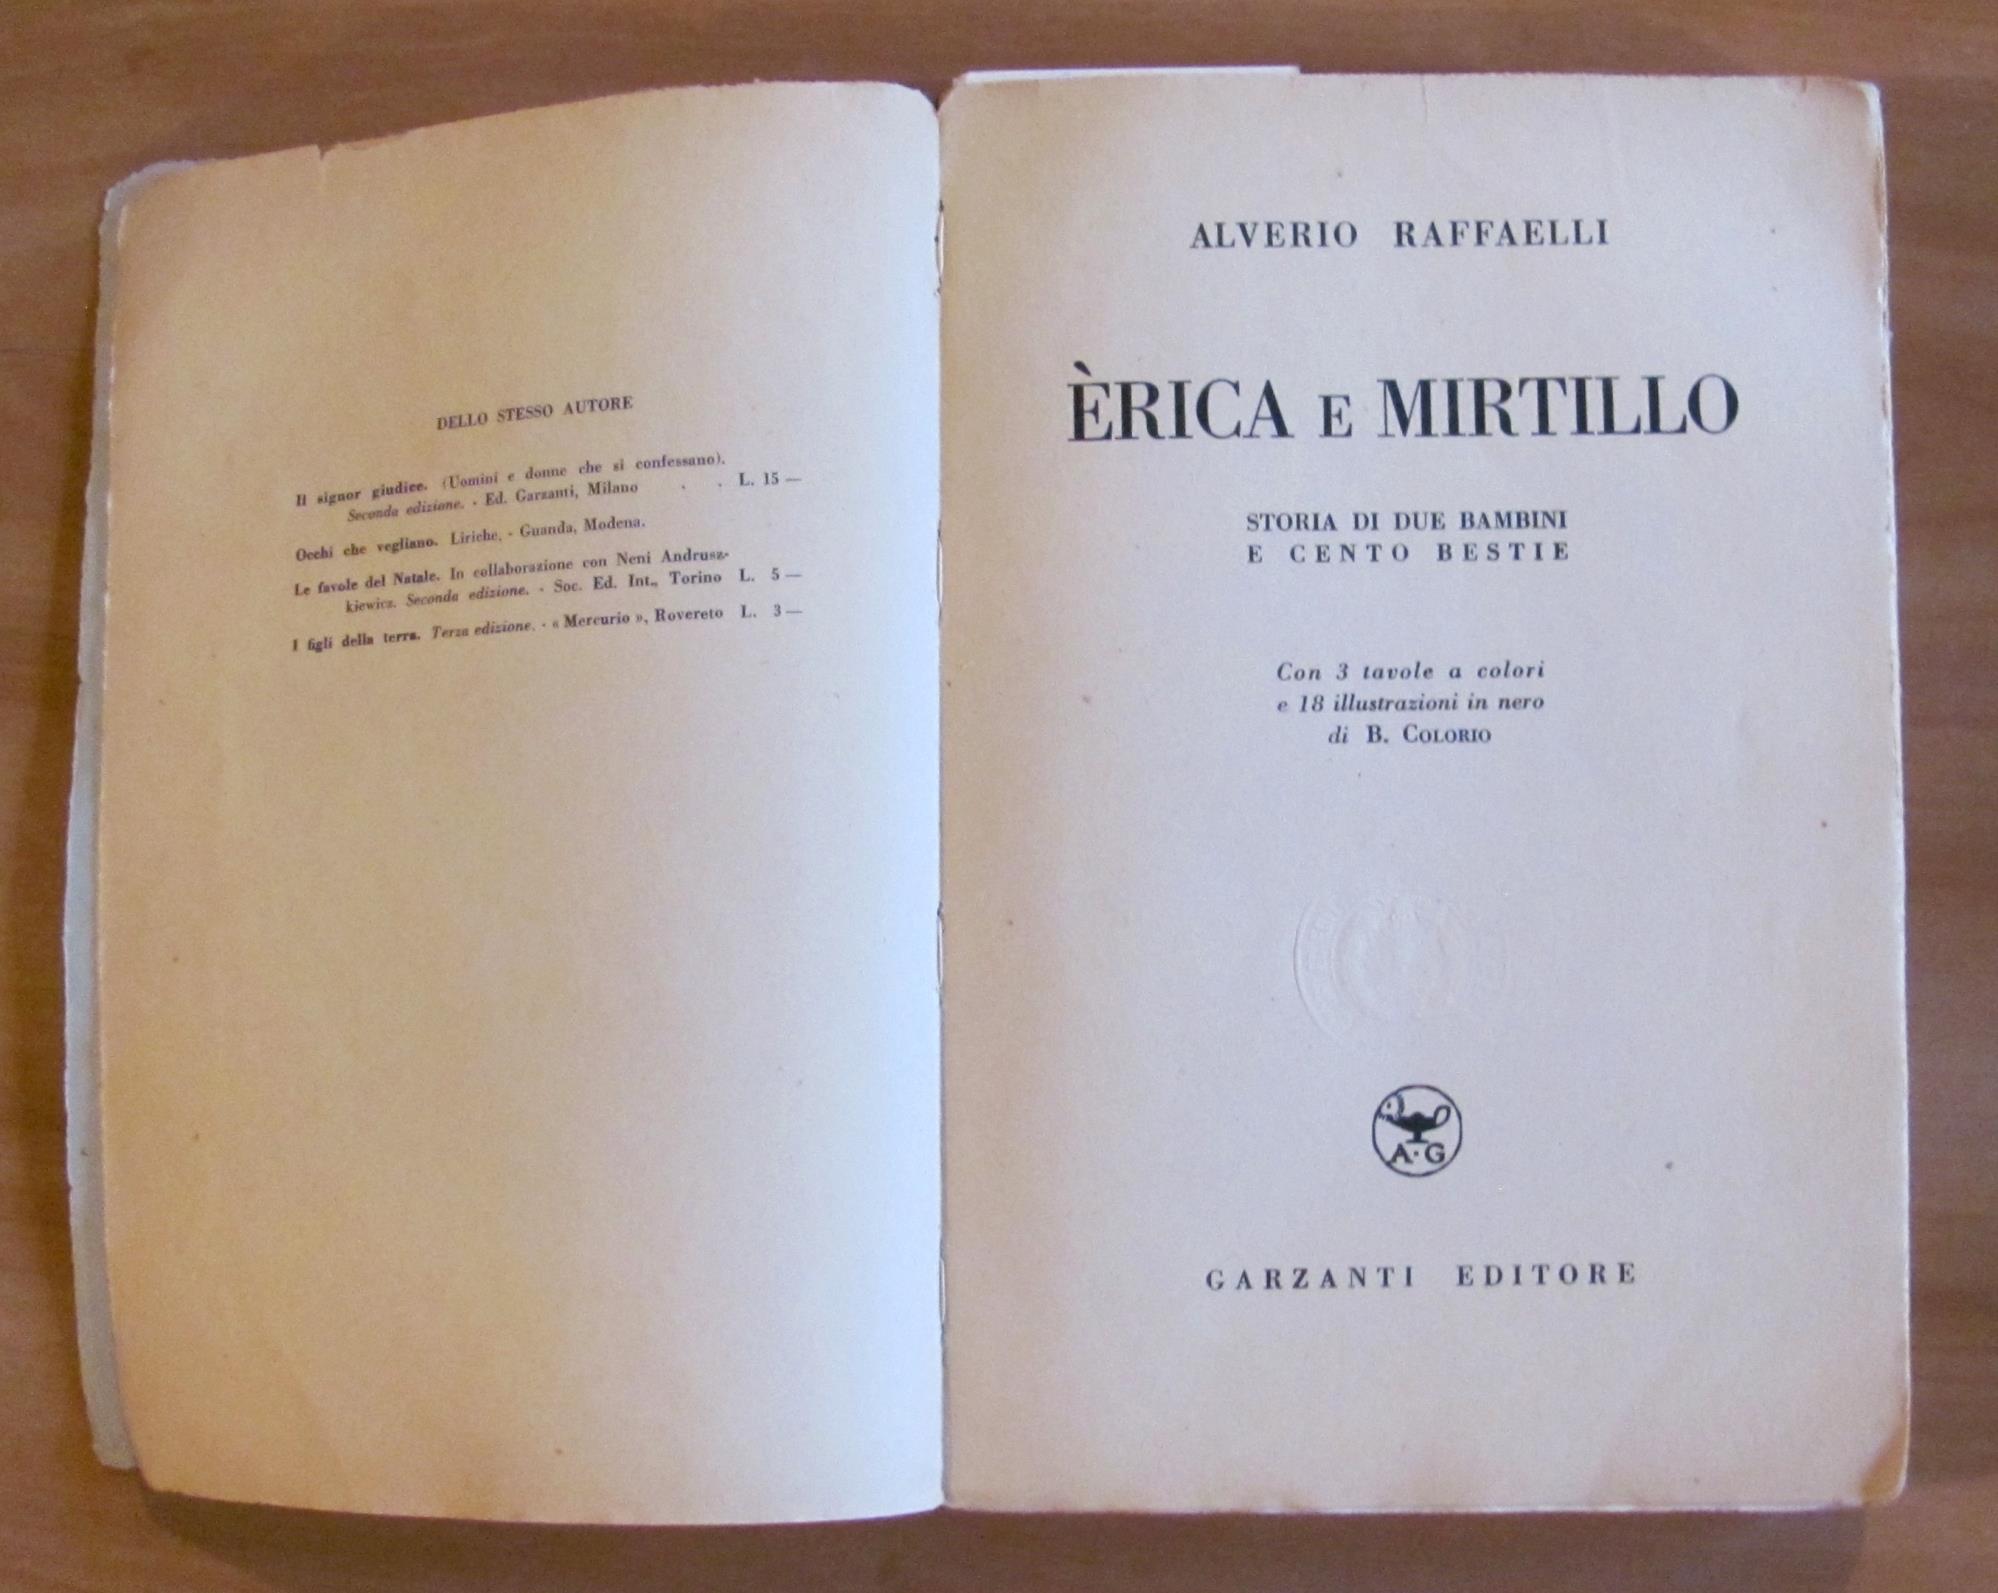 DELLO STESSO AUTORE
Il signor giudice. (Uomini e donne che si confessano).
Seconda edizione. - Ed. Garzanti, Milano . . L. 15 —
Occhi che vegliano. Liriche. - Guanda, Modena.
Le favole del Natale. In collaborazione con Neni Andrusz-
kiewicz. Seconda edizione. - Soc. Ed. Int., Torino L. 5 —
I figli della terra. Terza edizione. - « Mercurio », Rovereto L. 3 —
ALVERIO RAFFAELLI
ÈRICA E MIRTILLO
STORIA DI DUE BAMBINI
E CENTO BESTIE
Con 3 tavole a colori
e 18 illustrazioni in nero
di B. COLORIO
A·G
GARZANTI EDITORE